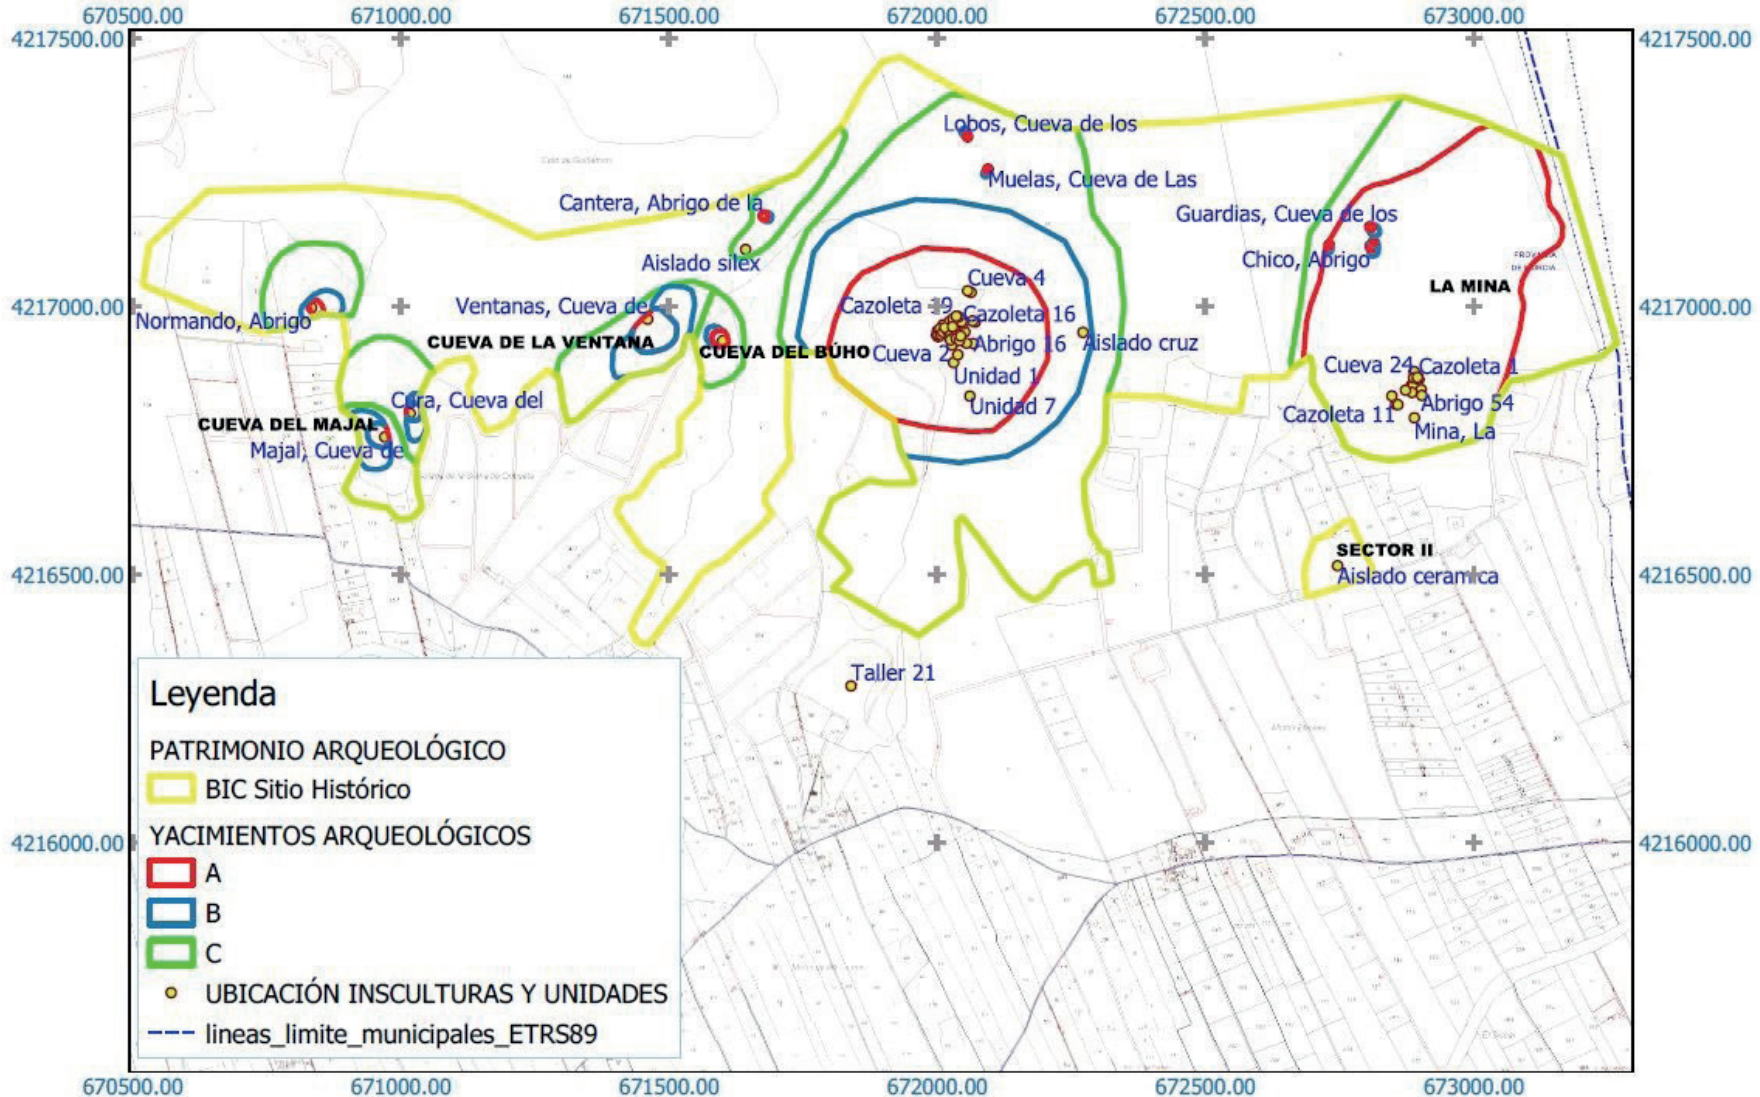 670500.00 671000.00 671500.00 672000.00 672500.00 673000.00
4217500.00 4217500.00
Lobos, Cueva de los
Muelas, Cueva de Las
Cantera, Abrigo de la
Guardias, Cueva de los
Aislado silex
Chico, Abrigo
PROVINCIA
DE MURCIA
Cueva 4
LA MINA
4217000.00 4217000.00
Ventanas, Cueva de
Cazoleta 19
Cazoleta 16
Normando, Abrigo
CUEVA DE LA VENTANA
CUEVA DEL BÚHO
Cueva 2
Abrigo 16
Aislado cruz
Unidad 1
Cueva 24
Cazoleta 1
Cura, Cueva del
Unidad 7
Cazoleta 11
Abrigo 54
CUEVA DEL MAJAL
Mina, La
Majal, Cueva de
SECTOR II
4216500.00 4216500.00
Aislado ceramica
Taller 21
Leyenda
PATRIMONIO ARQUEOLÓGICO
BIC Sitio Histórico
YACIMIENTOS ARQUEOLÓGICOS
4216000.00 4216000.00
A
B
C
UBICACIÓN INSCULTURAS Y UNIDADES
lineas_limite_municipales_ETRS89
670500.00 671000.00 671500.00 672000.00 672500.00 673000.00